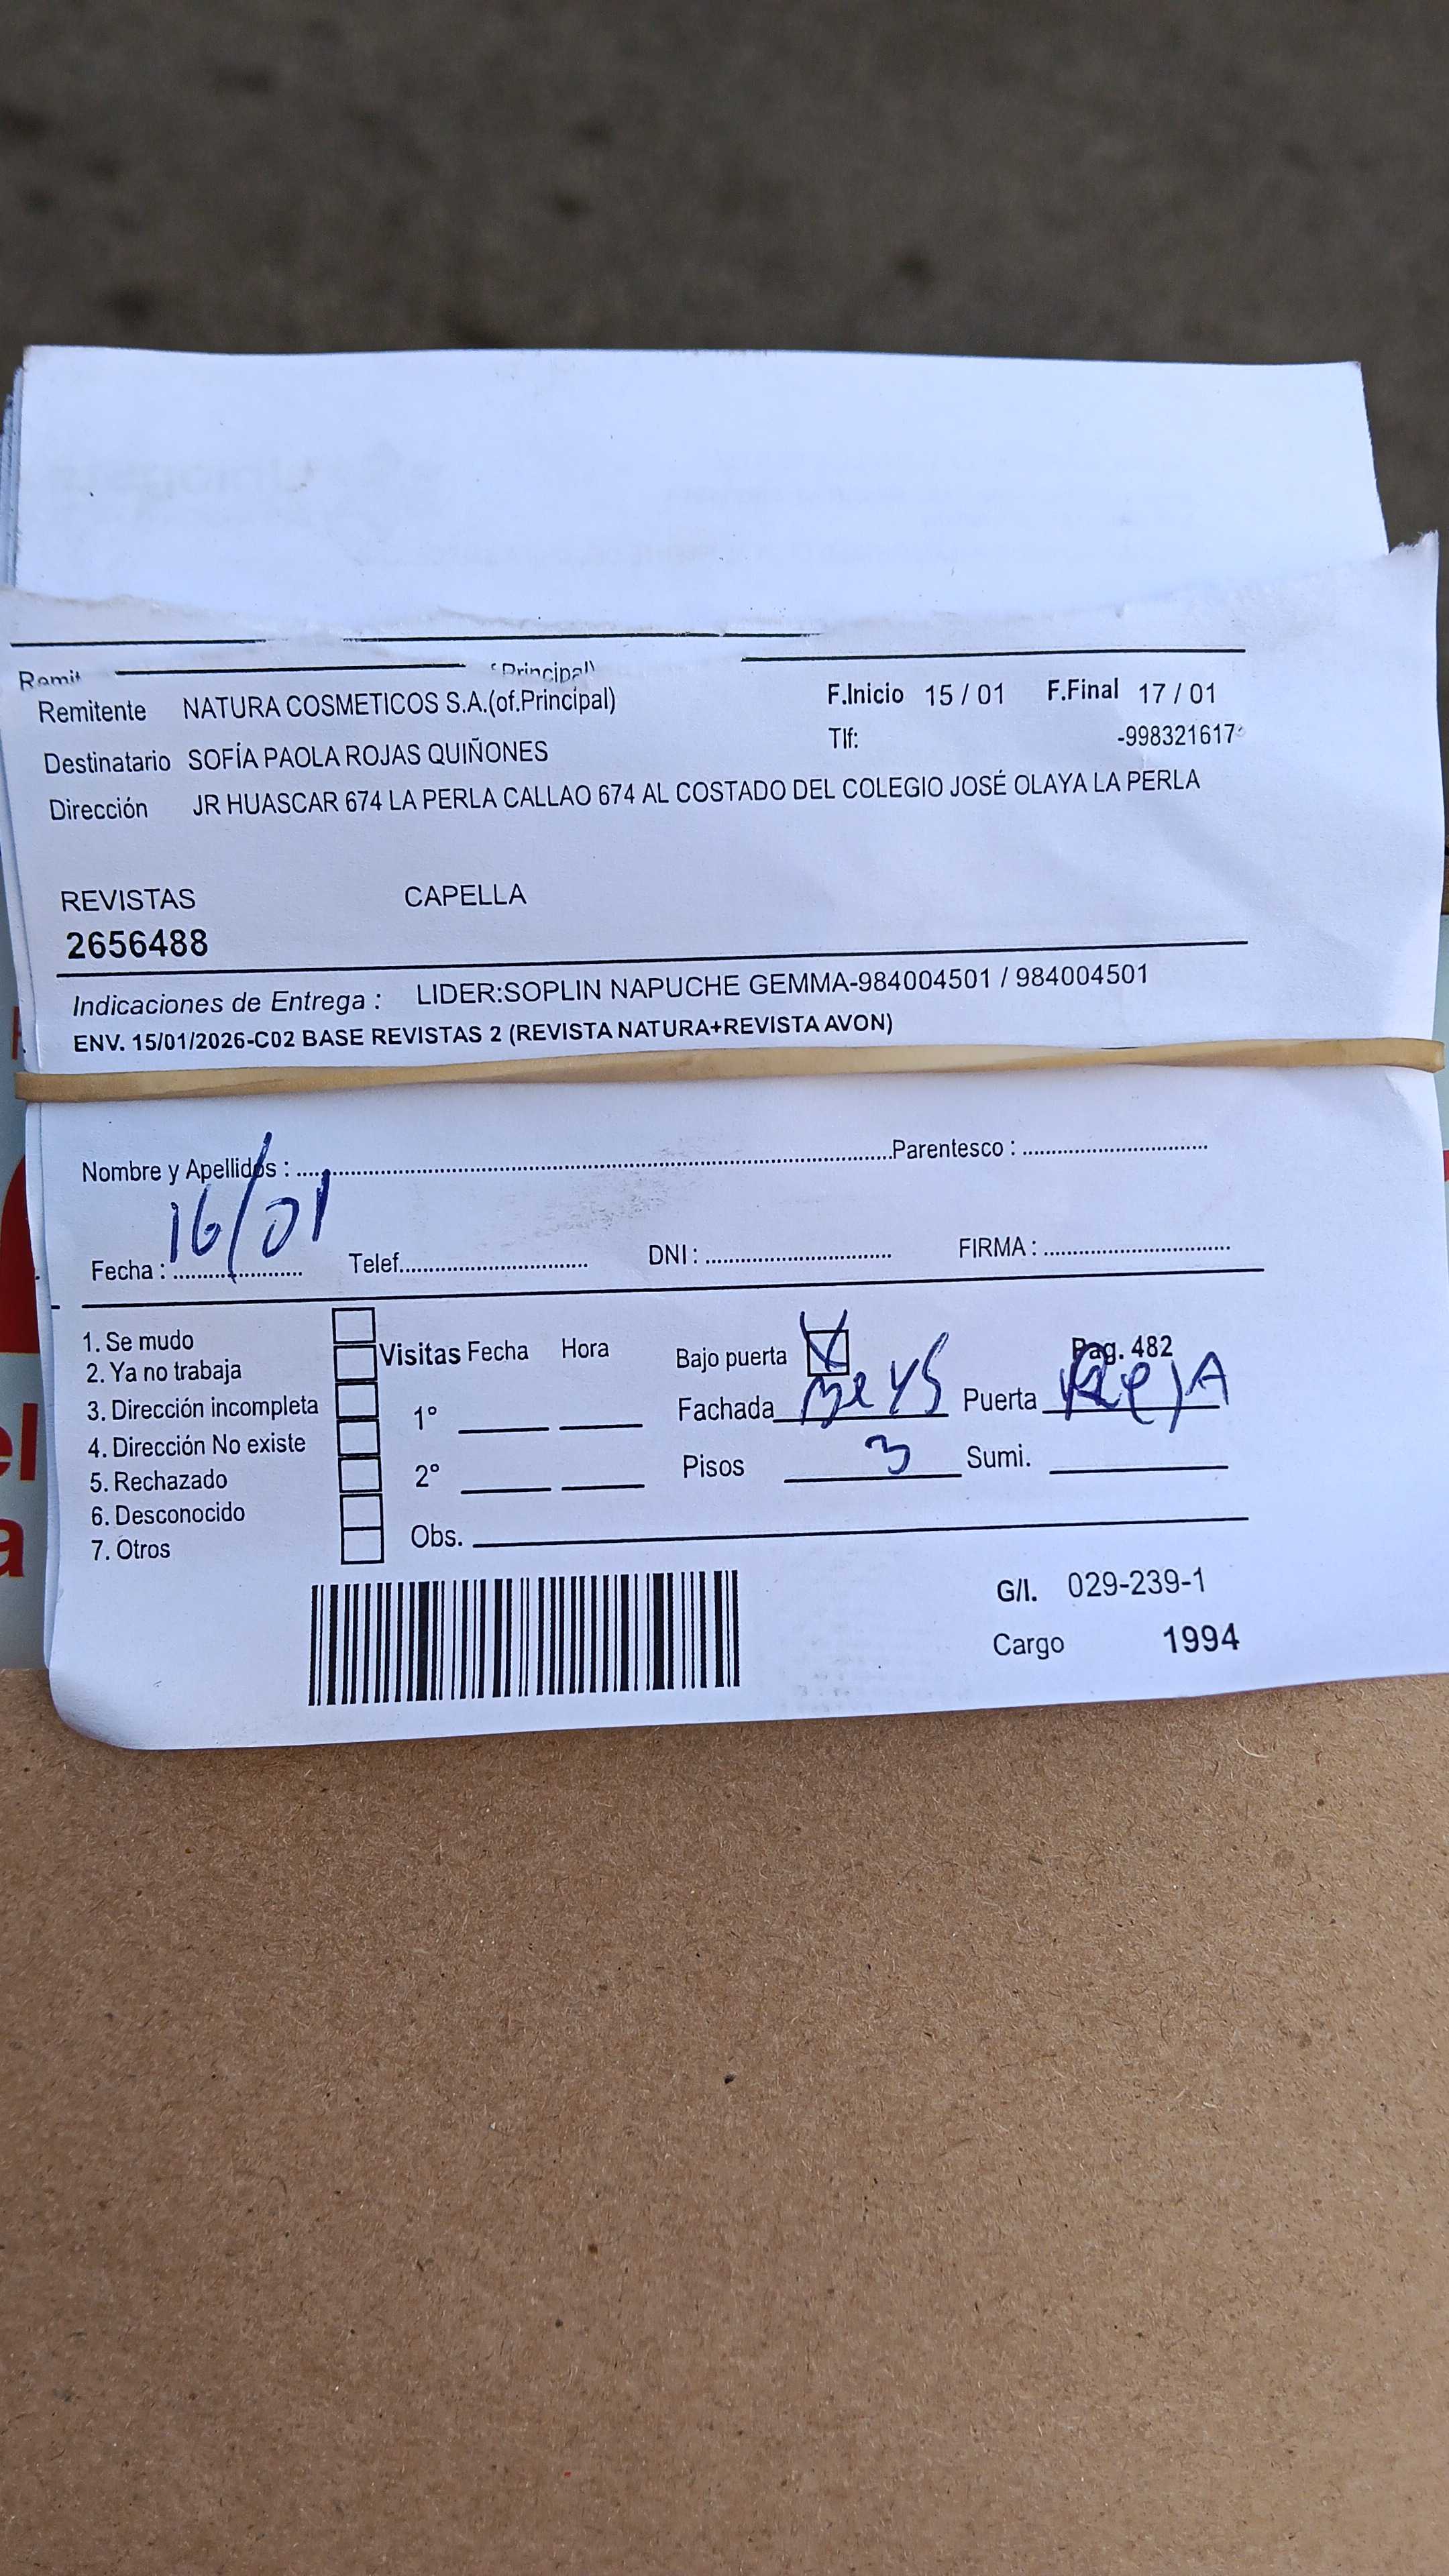 (Principal)
Remitente NATURA COSMETICOS S.A.(of.Principal) F.Inicio 15 / 01 F.Final 17 / 01
Destinatario SOFÍA PAOLA ROJAS QUIÑONES Tlf: -998321617
Dirección JR HUASCAR 674 LA PERLA CALLAO 674 AL COSTADO DEL COLEGIO JOSÉ OLAYA LA PERLA
REVISTAS CAPELLA
2656488
Indicaciones de Entrega : LIDER:SOPLIN NAPUCHE GEMMA-984004501 / 984004501
ENV. 15/01/2026-C02 BASE REVISTAS 2 (REVISTA NATURA+REVISTA AVON)
Nombre y Apellidos : Parentesco :
Fecha : 16/01 Telef. DNI : FIRMA :
1. Se mudo
2. Ya no trabaja
3. Dirección incompleta
4. Dirección No existe
5. Rechazado
6. Desconocido
7. Otros
Visitas Fecha Hora
1º
2º
Obs.
Bajo puerta Pag. 482
Fachada Puerta ReJA
Pisos 3 Sumi.
G/I. 029-239-1
Cargo 1994